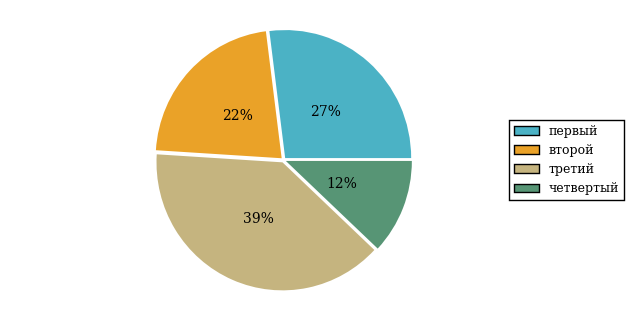 22%
27%
12%
39%
первый
второй
третий
четвертый